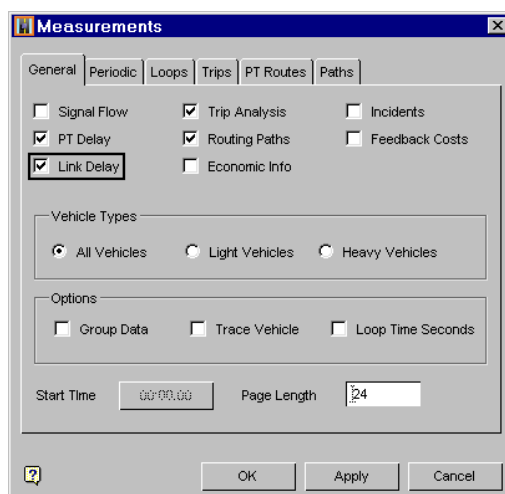 Measurements
General Periodic Loops Trips PT Routes Paths
Signal Flow Trip Analysis Incidents
PT Delay Routing Paths Feedback Costs
Link Delay Economic Info
Vehicle Types
All Vehicles Light Vehicles Heavy Vehicles
Options
Group Data Trace Vehicle Loop Time Seconds
Start Time 00:00.00 Page Length 24
OK Apply Cancel